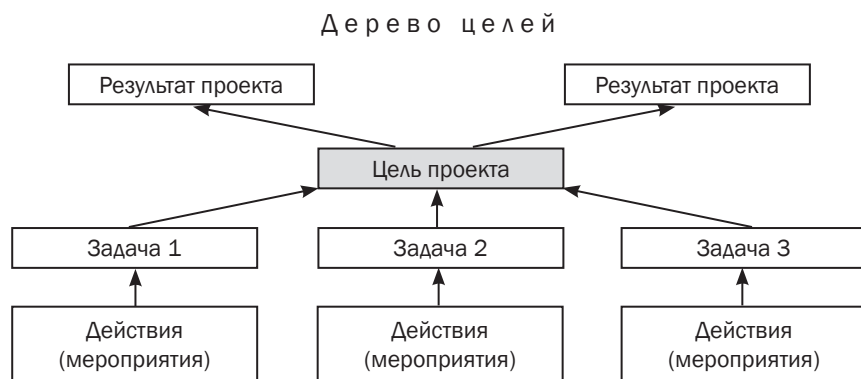 Дерево целей
Результат проекта
Результат проекта
Цель проекта
Задача 1
Задача 2
Задача 3
Действия
(мероприятия)
Действия
(мероприятия)
Действия
(мероприятия)